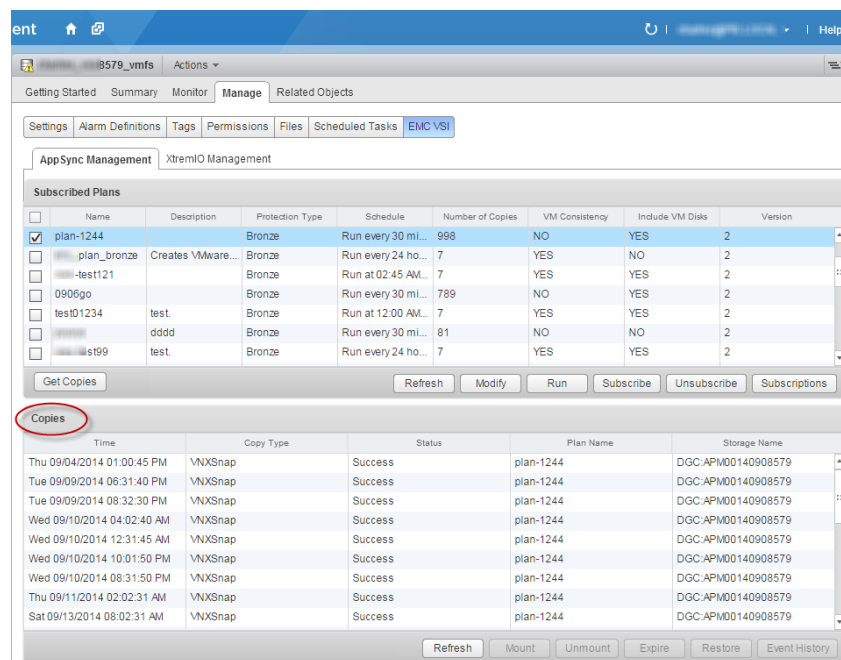 ent Help
8579_vmfs Actions
Getting Started Summary Monitor Manage Related Objects
Settings Alarm Definitions Tags Permissions Files Scheduled Tasks EMC VSI
AppSync Management XtremIO Management
Subscribed Plans
Name Description Protection Type Schedule Number of Copies VM Consistency Include VM Disks Version
plan-1244 Bronze Run every 30 mi... 998 NO YES 2
plan_bronze Creates VMware... Bronze Run every 24 ho... 7 YES NO 2
-test121 Bronze Run at 02:45 AM... 7 YES YES 2
0906go Bronze Run every 30 mi... 789 NO YES 2
test01234 test. Bronze Run at 12:00 AM... 7 YES YES 2
dddd Bronze Run every 30 mi... 81 NO NO 2
st99 test. Bronze Run every 24 ho... 7 YES YES 2
Get Copies Refresh Modify Run Subscribe Unsubscribe Subscriptions
Copies
Time Copy Type Status Plan Name Storage Name
Thu 09/04/2014 01:00:45 PM VNXSnap Success plan-1244 DGC:APM00140908579
Tue 09/09/2014 06:31:40 PM VNXSnap Success plan-1244 DGC:APM00140908579
Tue 09/09/2014 08:32:30 PM VNXSnap Success plan-1244 DGC:APM00140908579
Wed 09/10/2014 04:02:40 AM VNXSnap Success plan-1244 DGC:APM00140908579
Wed 09/10/2014 12:31:45 AM VNXSnap Success plan-1244 DGC:APM00140908579
Wed 09/10/2014 10:01:50 PM VNXSnap Success plan-1244 DGC:APM00140908579
Wed 09/10/2014 08:31:50 PM VNXSnap Success plan-1244 DGC:APM00140908579
Thu 09/11/2014 02:02:31 AM VNXSnap Success plan-1244 DGC:APM00140908579
Sat 09/13/2014 08:02:31 AM VNXSnap Success plan-1244 DGC:APM00140908579
Refresh Mount Unmount Expire Restore Event History